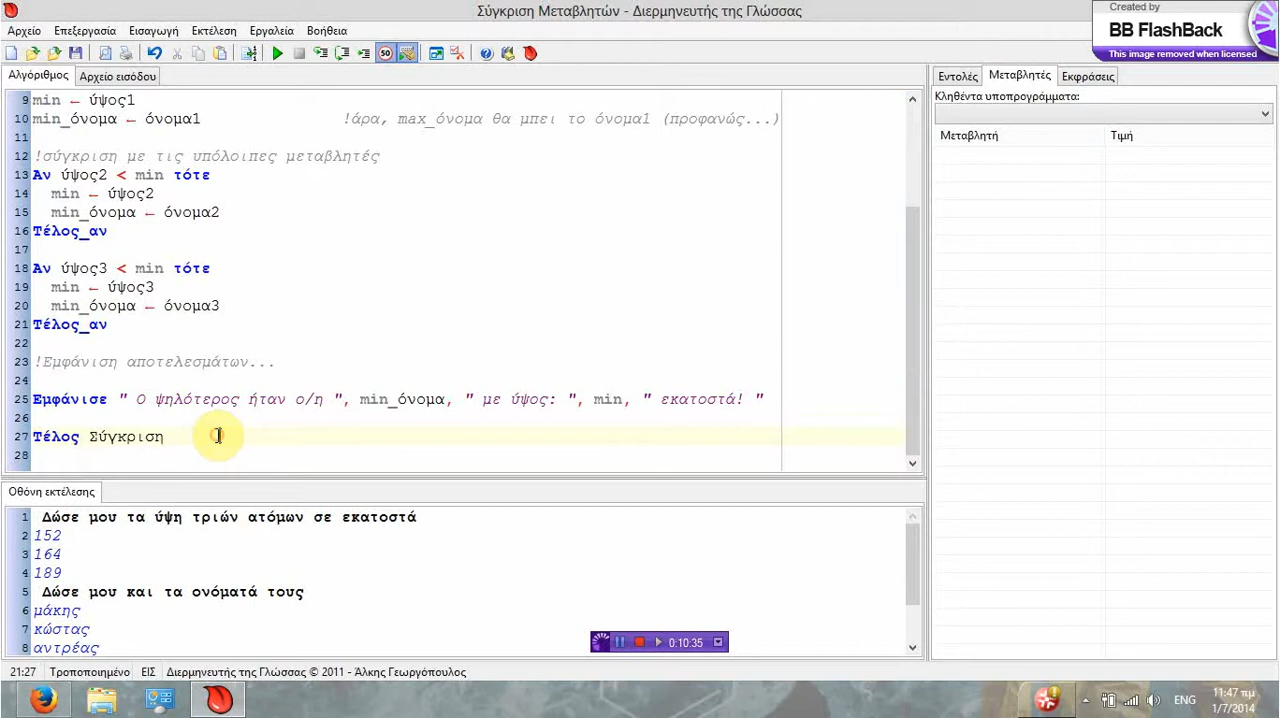 Σύγκριση Μεταβλητών - Διερμηνευτής της Γλώσσας
Created by
BB FlashBack
This image removed when licensed
Αρχείο Επεξεργασία Εισαγωγή Εκτέλεση Εργαλεία Βοήθεια
50
Αλγόριθμος Αρχείο εισόδου
9 min ← ύψος1
10 min_όνομα ← όνομα1 !άρα, max_όνομα θα μπει το όνομα1 (προφανώς...)
11
12 !σύγκριση με τις υπόλοιπες μεταβλητές
13 Αν ύψος2 < min τότε
14 min ← ύψος2
15 min_όνομα ← όνομα2
16 Τέλος_αν
17
18 Αν ύψος3 < min τότε
19 min ← ύψος3
20 min_όνομα ← όνομα3
21 Τέλος_αν
22
23 !Εμφάνιση αποτελεσμάτων...
24
25 Εμφάνισε " Ο ψηλότερος ήταν ο/η ", min_όνομα, " με ύψος: ", min, " εκατοστά! "
26
27 Τέλος Σύγκριση
28
Εντολές Μεταβλητές Εκφράσεις
Κληθέντα υποπρογράμματα:
Μεταβλητή Τιμή
Οθόνη εκτέλεσης
1 Δώσε μου τα ύψη τριών ατόμων σε εκατοστά
2 152
3 164
4 189
5 Δώσε μου και τα ονόματά τους
6 μάκης
7 κώστας
8 αντρέας
0:10:35
21:27 Τροποποιημένο ΕΙΣ Διερμηνευτής της Γλώσσας © 2011 - Άλκης Γεωργόπουλος
ENG
11:47 πμ
1/7/2014